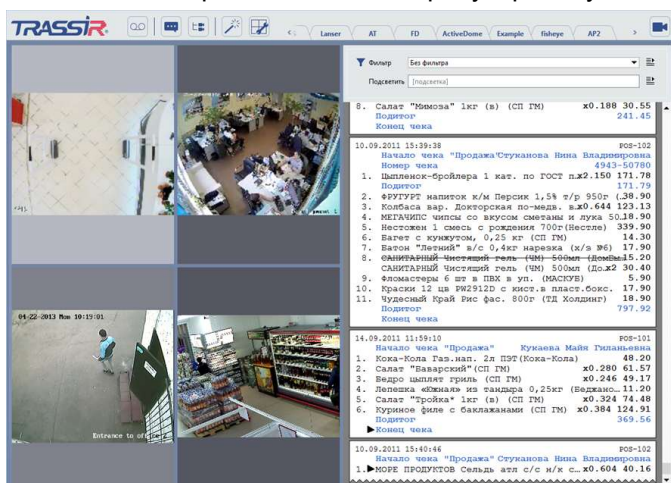 TRASSIR
Lanser
AT
FD
ActiveDome
Example
fisheye
AP2
Фильтр
Без фильтра
Подсветить
[подсветка]
8. Салат "Мимоза" 1кг (в) (СП ГМ) x0.188 30.55
Подитог 241.45
Конец чека
10.09.2011 15:39:38 POS-102
Начало чека "Продажа"Стуканова Нина Владимировна
Номер чека 4943-50780
1. Цыпленок-бройлера 1 кат. по ГОСТ п.x2.150 171.78
Подитог 171.79
2. ФРУГУРТ напиток к/м Персик 1,5% т/р 950г (…38.90
3. Колбаса вар. Докторская по-медв. в.x0.644 123.13
4. МЕГАЧИПС чипсы со вкусом сметаны и лука 50…18.90
5. Нестожен 1 смесь с рождения 700г(Нестле) 339.90
6. Багет с кунжутом, 0,25 кг (СП ГМ) 14.30
7. Батон "Летний" в/с 0,4кг нарезка (х/з №6) 17.90
8. САНИТАРНЫЙ Чистящий гель (ЧМ) 500мл 15.20
САНИТАРНЫЙ Чистящий гель (ЧМ) 500мл (До…x2 30.40
9. Фломастеры 6 шт в ПВХ в уп. (МАСКУБ) 5.90
10. Краски 12 цв PW2912D с кист.в пласт.бокс. 17.90
11. Чудесный Край Рис фас. 800г (ТД Холдинг) 18.90
Подитог 797.92
Конец чека
14.09.2011 11:59:10 POS-101
Начало чека "Продажа" Кукаева Майя Гиланьевна
1. Кока-Кола Газ.нап. 2л ПЭТ(Кока-Кола) 48.20
2. Салат "Баварский"(СП ГМ) x0.280 61.57
3. Бедро цыплят гриль (СП ГМ) x0.246 49.17
4. Лепешка «Южная» из тандыра 0,25кг (Беджано…11.20
5. Салат "Тройка* 1кг (в) (СП ГМ) x0.324 74.48
6. Куриное филе с баклажанами (СП ГМ) x0.384 124.91
Подитог 369.56
Конец чека
10.09.2011 15:40:46 POS-102
Начало чека "Продажа"Стуканова Нина Владимировна
1. МОРЕ ПРОДУКТОВ Сельдь атл с/с н/к с…x0.604 40.16
04-22-2013 Mon 10:19:01
Entrance to office